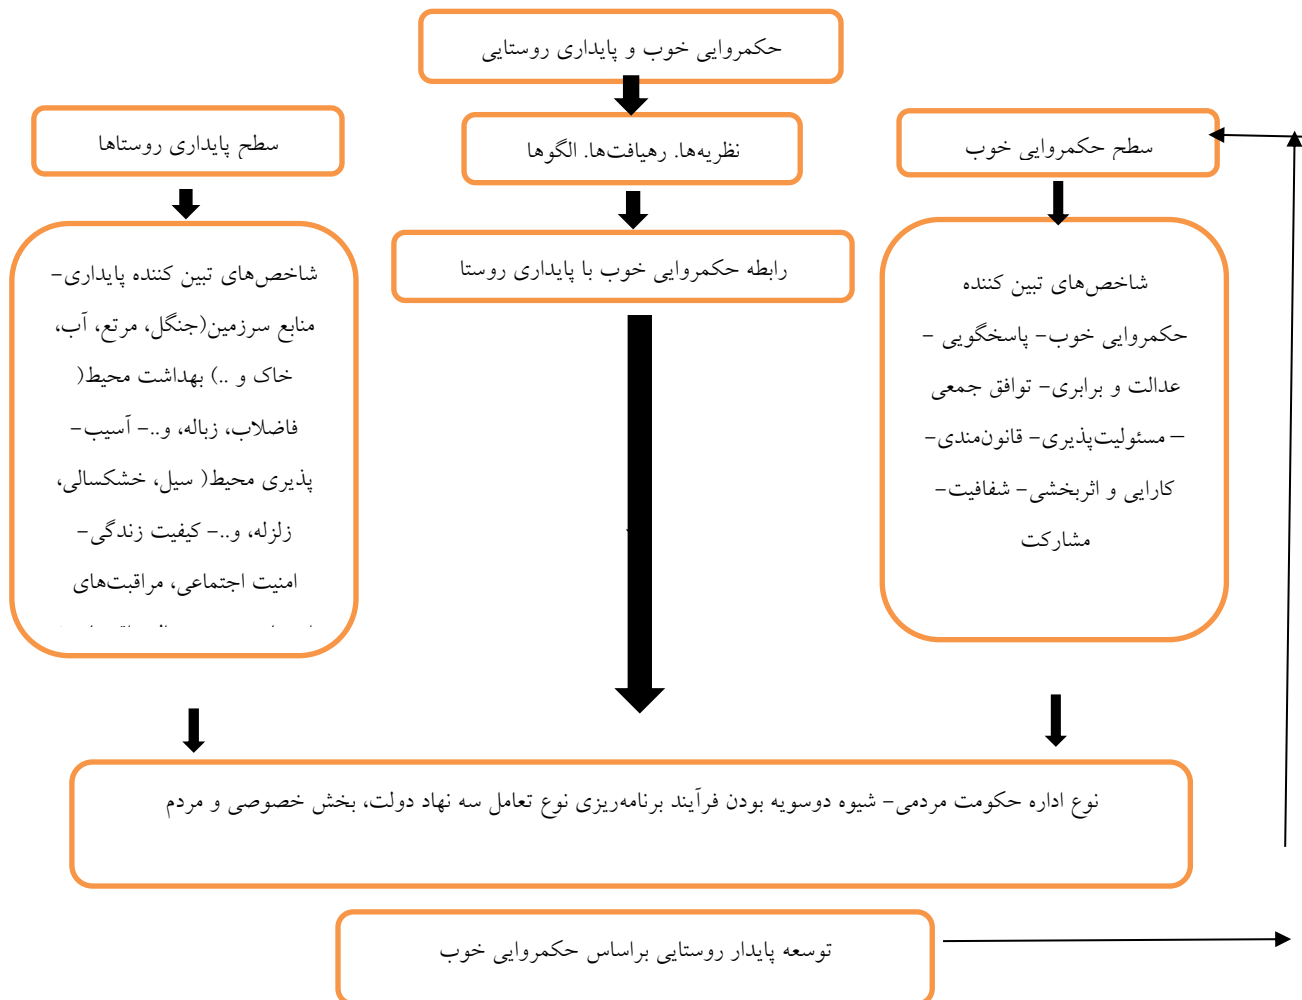 حکمروایی خوب و پایداری روستایی
سطح حکمروایی خوب
نظریه‌ها. رهیافت‌ها. الگوها
سطح پایداری روستاها
شاخص‌های تبین کننده
حکمروایی خوب- پاسخگویی -
عدالت و برابری- توافق جمعی
– مسئولیت‌پذیری- قانون‌مندی-
کارایی و اثربخشی- شفافیت-
مشارکت
رابطه حکمروایی خوب با پایداری روستا
شاخص‌های تبین کننده پایداری-
منابع سرزمین(جنگل، مرتع، آب،
خاک و ..) بهداشت محیط(
فاضلاب، زباله، و..- آسیب-
پذیری محیط( سیل، خشکسالی،
زلزله، و..- کیفیت زندگی-
امنیت اجتماعی، مراقبت‌های
نوع اداره حکومت مردمی- شیوه دوسویه بودن فرآیند برنامه‌ریزی نوع تعامل سه نهاد دولت، بخش خصوصی و مردم
توسعه پایدار روستایی براساس حکمروایی خوب